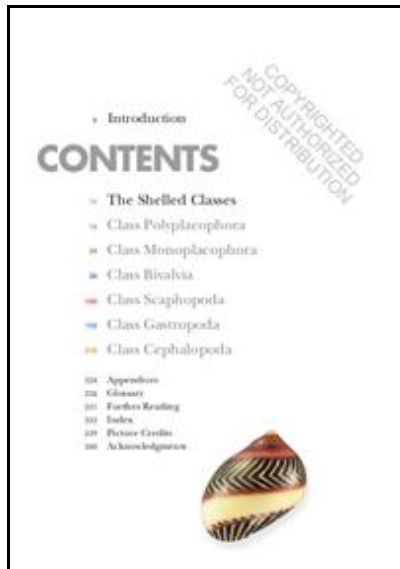 COPYRIGHTED
NOT AUTHORIZED
FOR DISTRIBUTION
Introduction
CONTENTS
The Shelled Classes
Class Polyplacophora
Class Monoplacophora
Class Bivalvia
Class Scaphopoda
Class Gastropoda
Class Cephalopoda
Appendices
Glossary
Further Reading
Index
Picture Credits
Acknowledgments